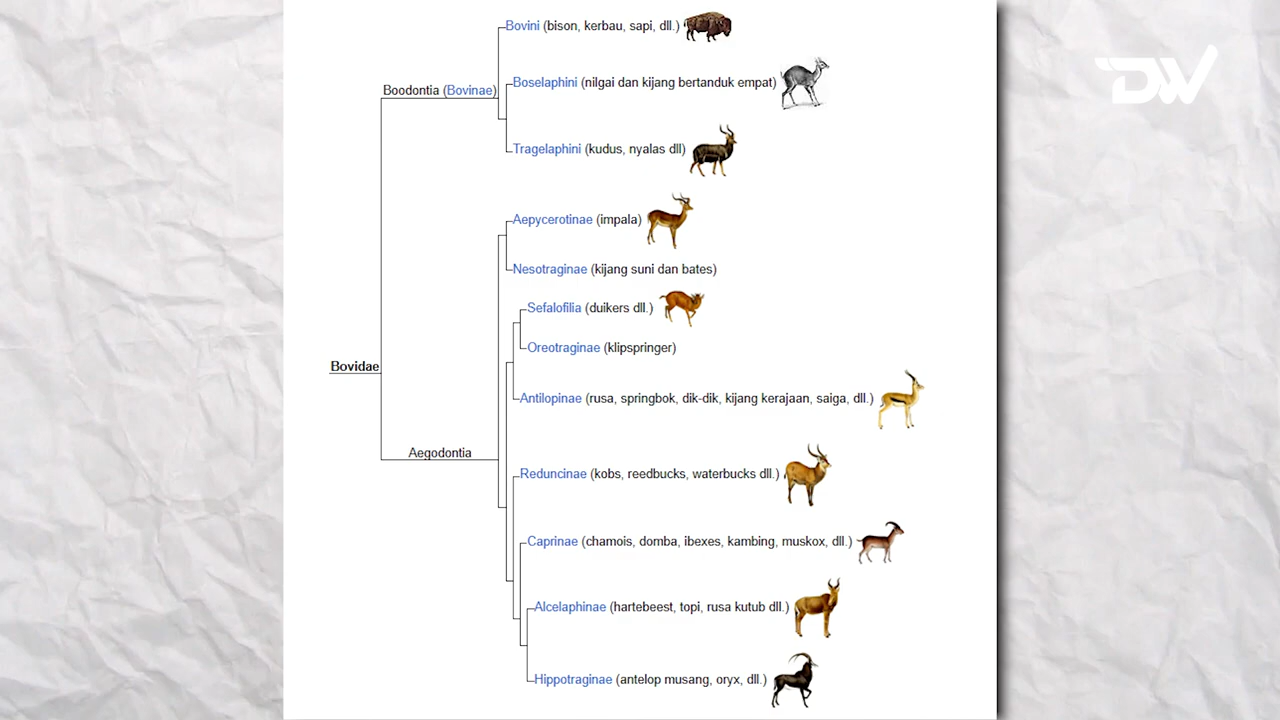 Bovini (bison, kerbau, sapi, dll.)
DW
Boselaphini (nilgai dan kijang bertanduk empat)
Boodontia (Bovinae)
Tragelaphini (kudus, nyalas dll)
Aepycerotinae (impala)
Nesotraginae (kijang suni dan bates)
Sefalofilia (duikers dll.)
Oreotraginae (klipspringer)
Bovidae
Antilopinae (rusa, springbok, dik-dik, kijang kerajaan, saiga, dll.)
Aegodontia
Reduncinae (kobs, reedbucks, waterbucks dll.)
Caprinae (chamois, domba, ibexes, kambing, muskox, dll.)
Alcelaphinae (hartebeest, topi, rusa kutub dll.)
Hippotraginae (antelop musang, oryx, dll.)